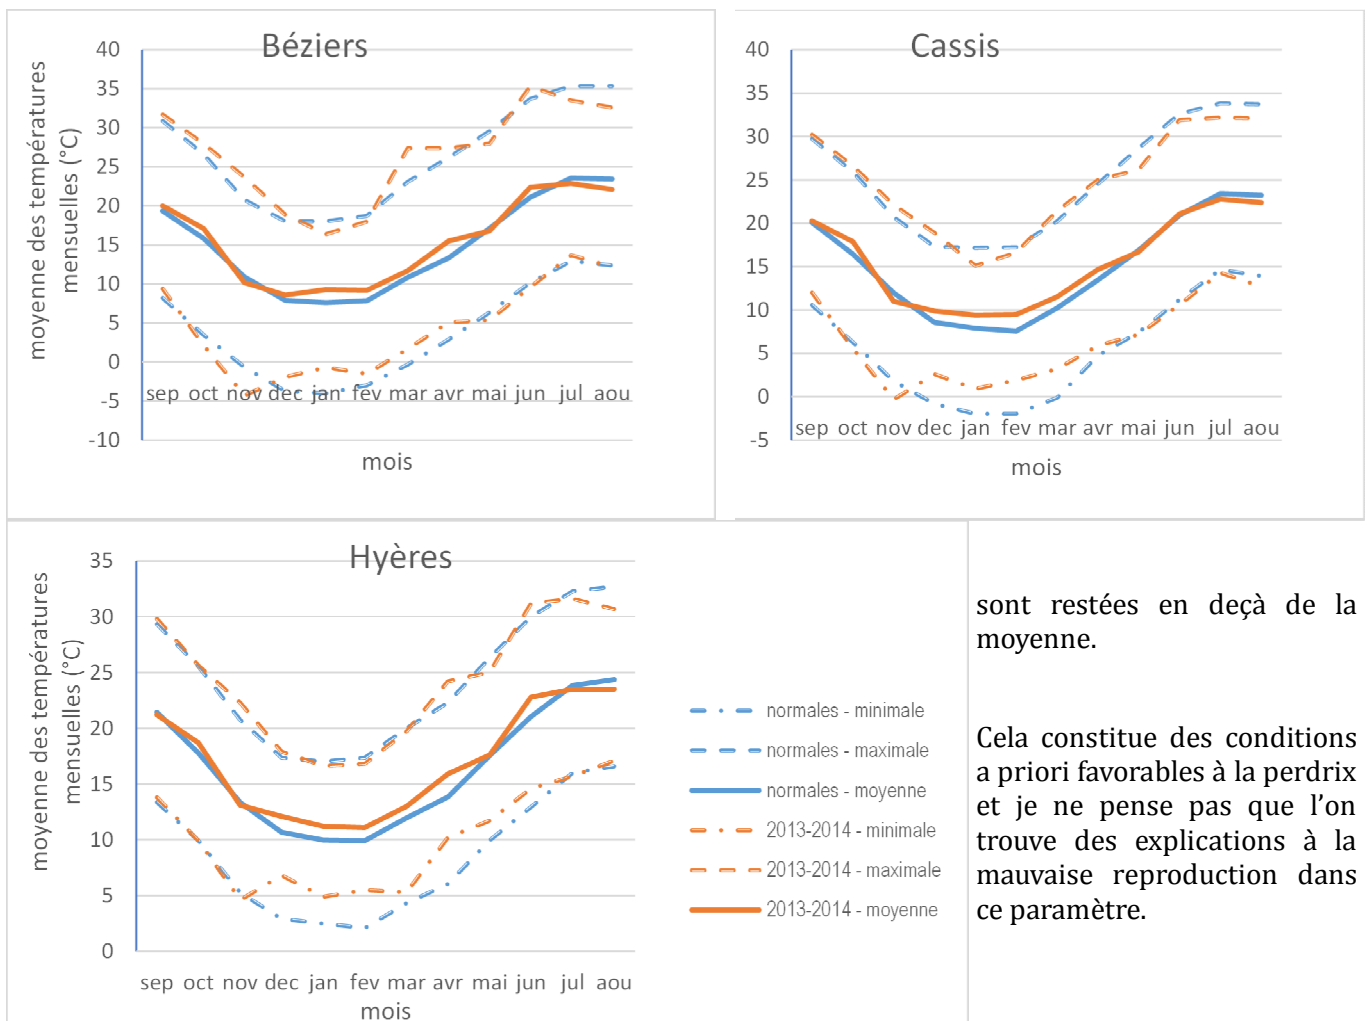 Béziers
moyenne des températures
mensuelles (°C)
40
35
30
25
20
15
10
5
0
-5
-10
sep oct nov dec jan fev mar avr mai jun jul aou
mois
Cassis
40
35
30
25
20
15
10
5
0
-5
sep oct nov dec jan fev mar avr mai jun jul aou
mois
Hyères
moyenne des températures
mensuelles (°C)
35
30
25
20
15
10
5
0
sep oct nov dec jan fev mar avr mai jun jul aou
mois
normales - minimale
normales - maximale
normales - moyenne
2013-2014 - minimale
2013-2014 - maximale
2013-2014 - moyenne
sont restées en deçà de la
moyenne.
Cela constitue des conditions
a priori favorables à la perdrix
et je ne pense pas que l’on
trouve des explications à la
mauvaise reproduction dans
ce paramètre.